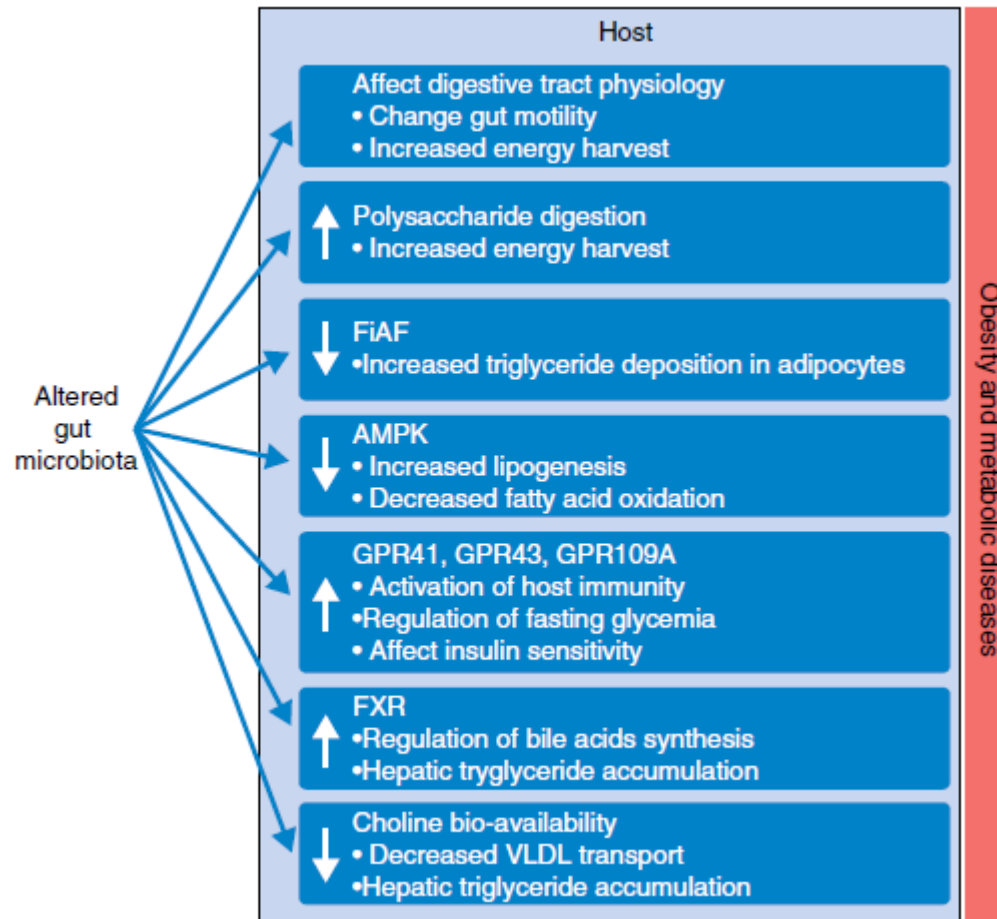 Host
Affect digestive tract physiology
• Change gut motility
• Increased energy harvest
Polysaccharide digestion
• Increased energy harvest
FiAF
•Increased triglyceride deposition in adipocytes
AMPK
• Increased lipogenesis
• Decreased fatty acid oxidation
GPR41, GPR43, GPR109A
• Activation of host immunity
•Regulation of fasting glycemia
• Affect insulin sensitivity
FXR
•Regulation of bile acids synthesis
•Hepatic tryglyceride accumulation
Choline bio-availability
• Decreased VLDL transport
•Hepatic triglyceride accumulation
Altered
gut
microbiota
Obesity and metabolic diseases